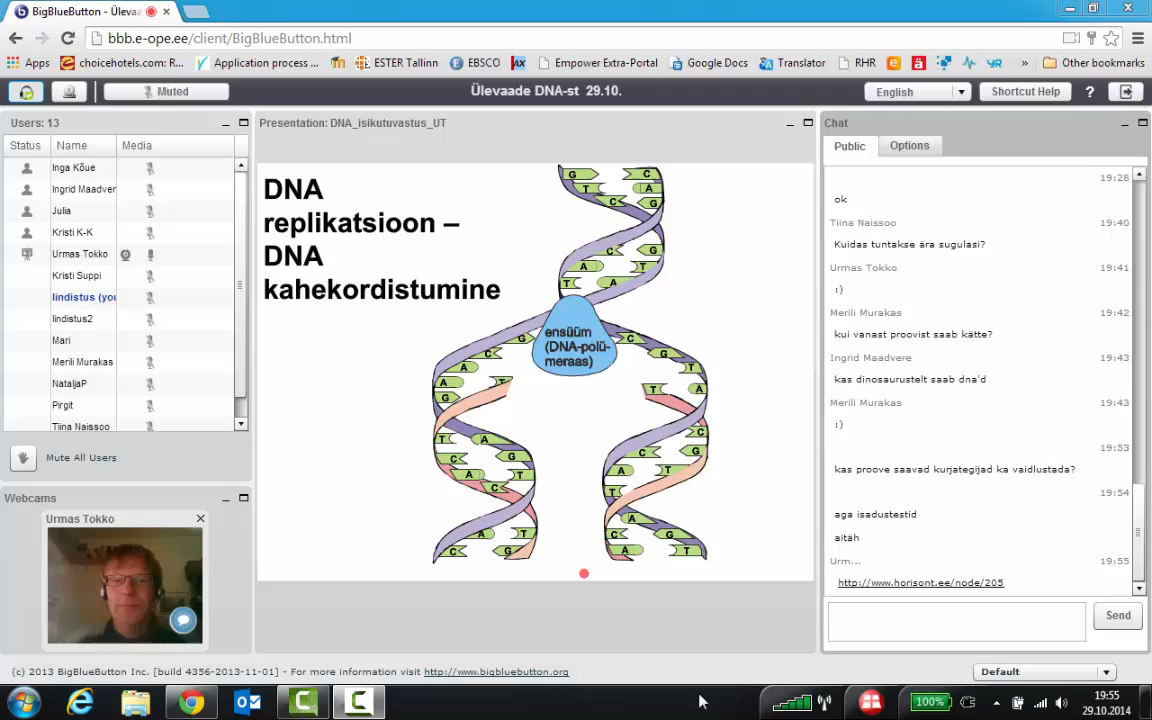 BigBlueButton - Ülevaa
bbb.e-ope.ee/client/BigBlueButton.html
Apps
choicehotels.com: R...
Application process ...
ESTER Tallinn
EBSCO
AX
Empower Extra-Portal
Google Docs
Translator
RHR
»
Other bookmarks
Muted
Ülevaade DNA-st 29.10.
English
Shortcut Help
?
Users: 13
Status Name Media
Inga Kõue
Ingrid Maadver
Julia
Kristi K-K
Urmas Tokko
Kristi Suppi
lindistus (you
lindistus2
Mari
Merili Murakas
NataljaP
Pirgit
Tiina Naissoo
Mute All Users
Webcams
Urmas Tokko
Presentation: DNA_isikutuvastus_UT
DNA
replikatsioon –
DNA
kahekordistumine
G C
T A
C G
C G
A T
T A
ensüüm
(DNA-polü-
meraas)
G C
C G
A T
A T
T A
G
T A C
C G C G
A T A T
C T
A
A T C G
C G A T
Chat
Public Options
19:28
ok
Tiina Naissoo 19:40
Kuidas tuntakse ära sugulasi?
Urmas Tokko 19:41
:)
Merili Murakas 19:42
kui vanast proovist saab kätte?
Ingrid Maadvere 19:43
kas dinosaurustelt saab dna'd
Merili Murakas 19:43
:)
19:53
kas proove saavad kurjategijad ka vaidlustada?
19:54
aga isadustestid
aitäh
Urm... 19:55
http://www.horisont.ee/node/205
Send
(c) 2013 BigBlueButton Inc. [build 4356-2013-11-01] - For more information visit http://www.bigbluebutton.org
Default
100%
19:55
29.10.2014